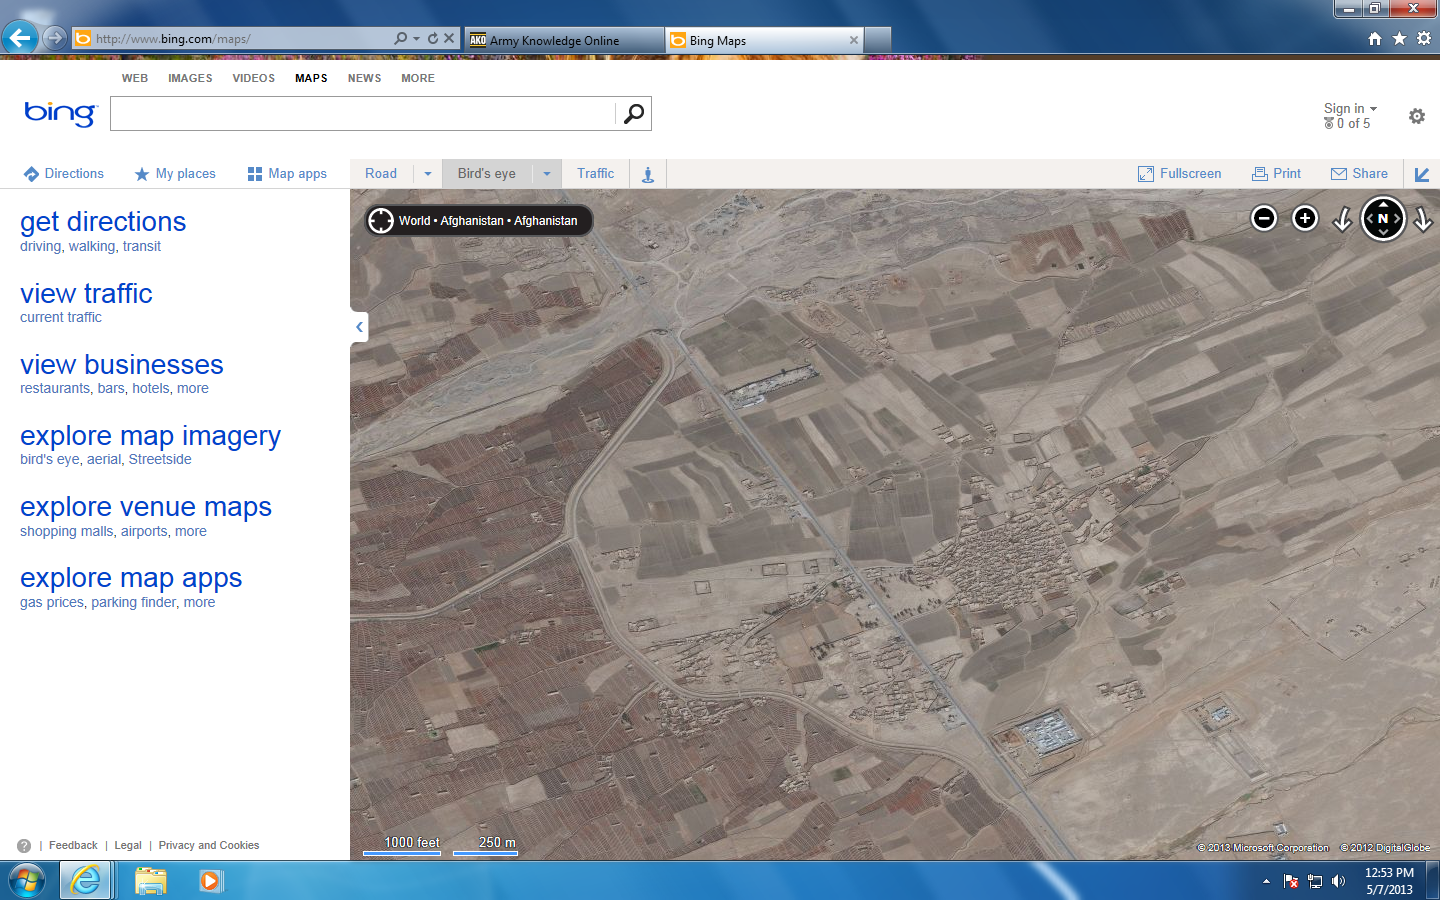 http://www.bing.com/maps/
AKO Army Knowledge Online
Bing Maps
WEB IMAGES VIDEOS MAPS NEWS MORE
bing
Sign in
0 of 5
Directions My places Map apps
Road Bird's eye Traffic
Fullscreen Print Share
get directions
driving, walking, transit
view traffic
current traffic
view businesses
restaurants, bars, hotels, more
explore map imagery
bird's eye, aerial, Streetside
explore venue maps
shopping malls, airports, more
explore map apps
gas prices, parking finder, more
World • Afghanistan • Afghanistan
N
1000 feet 250 m
© 2013 Microsoft Corporation © 2012 DigitalGlobe
? | Feedback | Legal | Privacy and Cookies
12:53 PM
5/7/2013